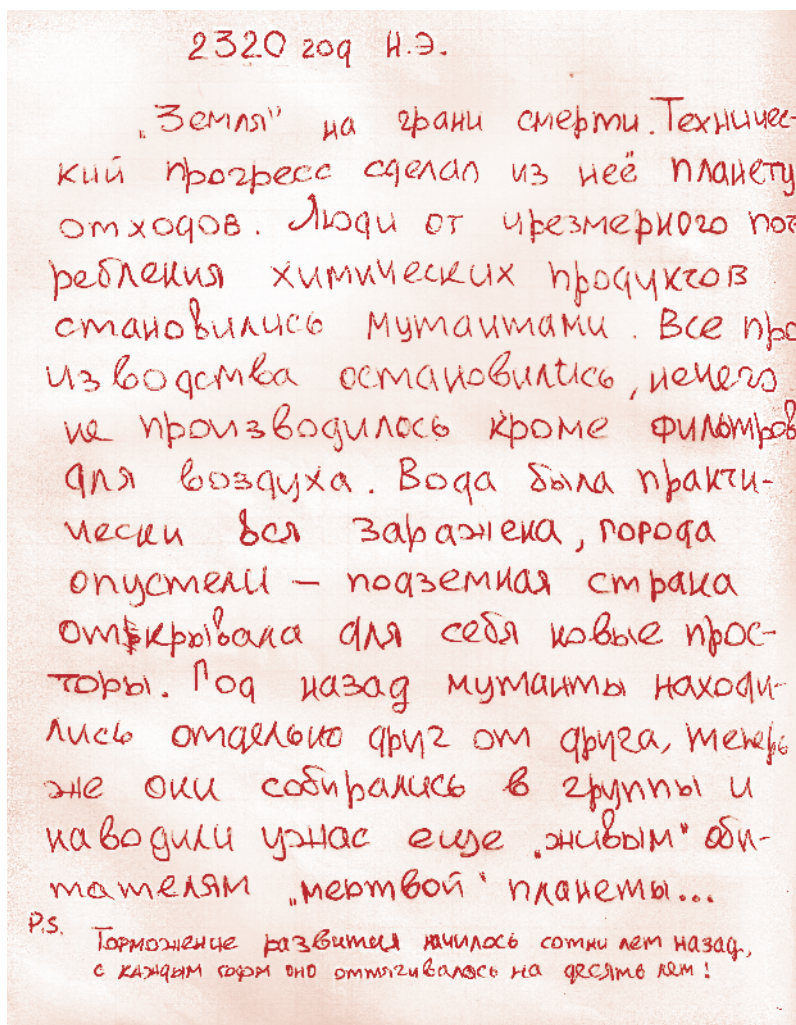 2320 год Н.Э.
„Земля" на грани смерти. Техничес-
кий прогресс сделал из неё планету
отходов. Люди от чрезмерного пот
ребления химических продуктов
становились мутантами. Все про
изводства остановились, нечего
не производилось кроме фильтров
для воздуха. Вода была практи-
чески вся заражена, города
опустели – подземная страна
открывала для себя новые прос-
торы. Год назад мутанты находи-
лись отдельно друг от друга, теперь
же они собирались в группы и
наводили ужас еще „живым" оби-
тателям „мертвой" планеты...
P.S. Торможение развития начилось сотни лет назад,
с каждым годом оно оттягивалось на десять лет!